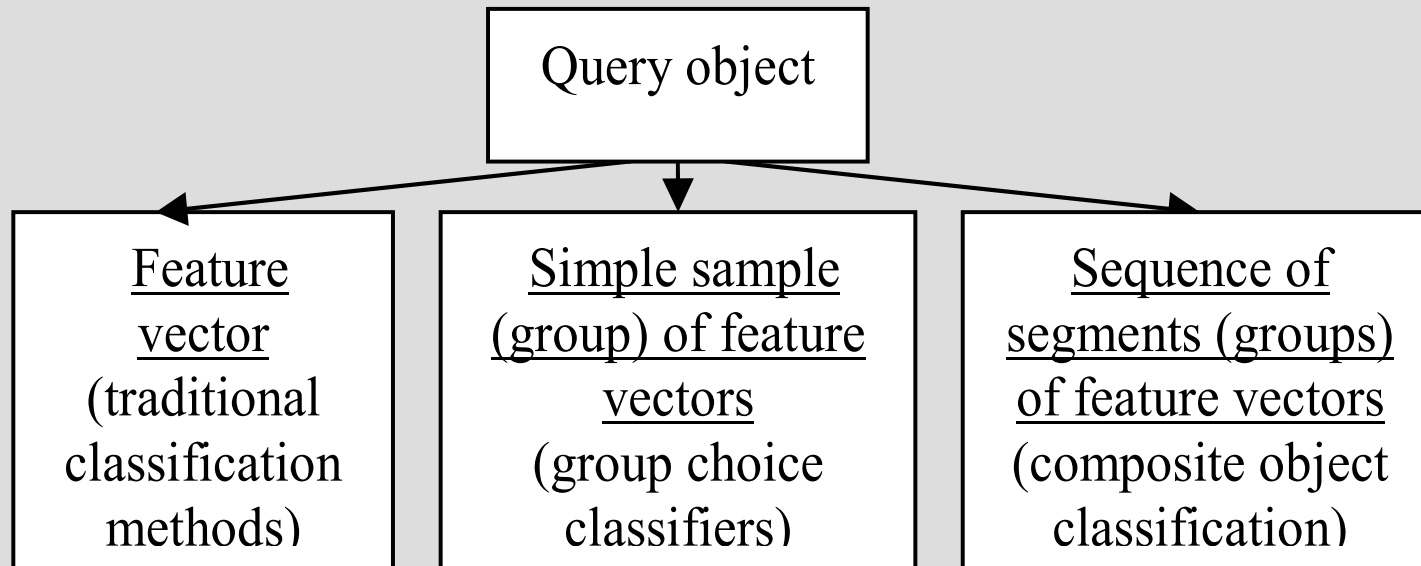 Query object
Feature
vector
(traditional
classification
methods)
Simple sample
(group) of feature
vectors
(group choice
classifiers)
Sequence of
segments (groups)
of feature vectors
(composite object
classification)